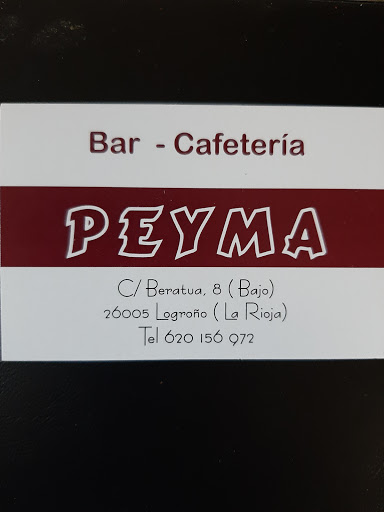 Bar - Cafetería
PEYMA
C/ Beratua, 8 ( Bajo)
26005 Logroño ( La Rioja)
Tel 620 156 972